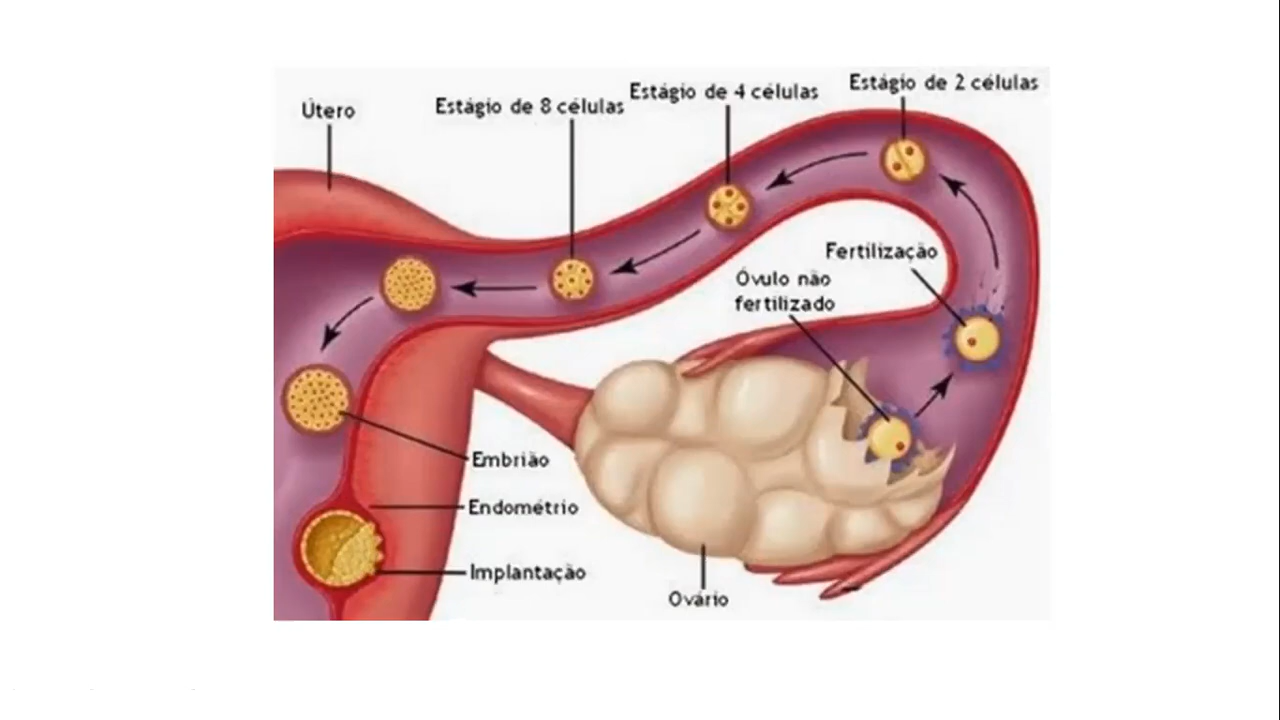 Útero
Estágio de 8 células
Estágio de 4 células
Estágio de 2 células
Fertilização
Óvulo não
fertilizado
Embrião
Endométrio
Implantação
Ovário